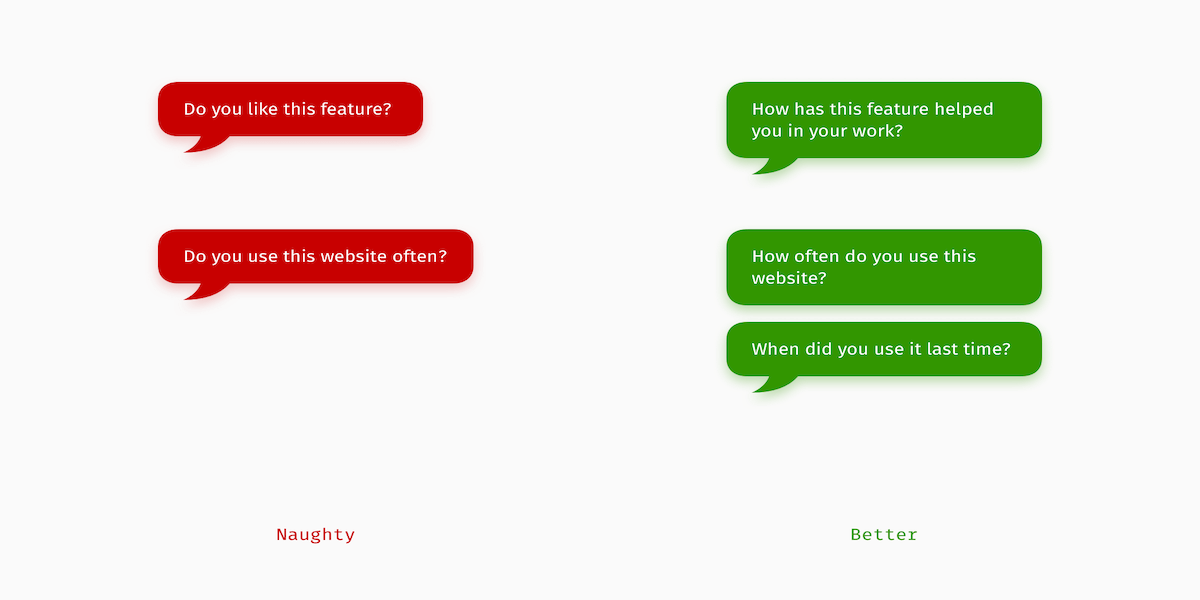 Do you like this feature?
Do you use this website often?
Naughty
How has this feature helped
you in your work?
How often do you use this
website?
When did you use it last time?
Better